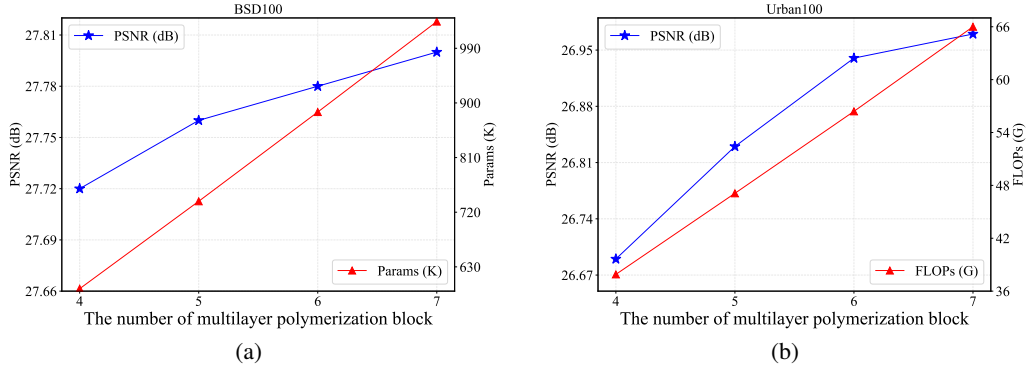 BSD100
PSNR (dB)
27.81
27.78
27.75
27.72
27.69
27.66
PSNR (dB)
990
900
810
720
630
Params (K)
Params (K)
4 5 6 7
The number of multilayer polymerization block
(a)
Urban100
PSNR (dB)
26.95
26.88
26.81
26.74
26.67
PSNR (dB)
66
60
54
48
42
36
FLOPs (G)
FLOPs (G)
4 5 6 7
The number of multilayer polymerization block
(b)